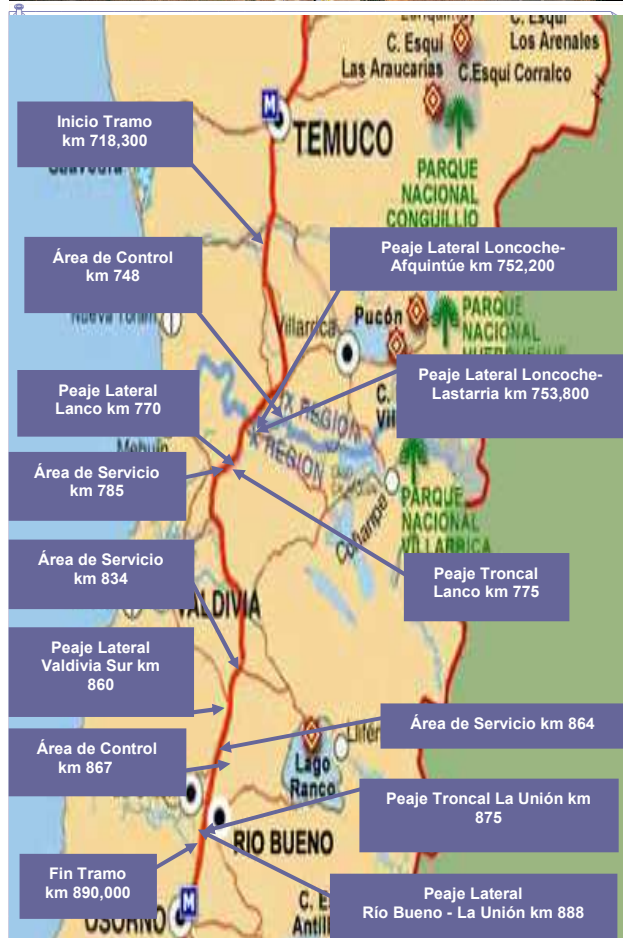 C. Esquí
Los Arenales
C. Esquí
Las Araucarias
C.Esquí Corralco
Inicio Tramo
km 718,300
TEMUCO
PARQUE
NACIONAL
CONGUILLIO
Área de Control
km 748
Peaje Lateral Loncoche-
Afquintúe km 752,200
Villarrica
Pucón
PARQUE
NACIONAL
Peaje Lateral
Lanco km 770
IX REGION
X REGION
Peaje Lateral Loncoche-
Lastarria km 753,800
Área de Servicio
km 785
Coñaripe
PARQUE
NACIONAL
VILLARRICA
Área de Servicio
km 834
Peaje Troncal
Lanco km 775
VALDIVIA
Peaje Lateral
Valdivia Sur km
860
Área de Servicio km 864
Área de Control
km 867
Lago
Ranco
Peaje Troncal La Unión km
875
RIO BUENO
Fin Tramo
km 890,000
Peaje Lateral
Río Bueno - La Unión km 888
OSORNO